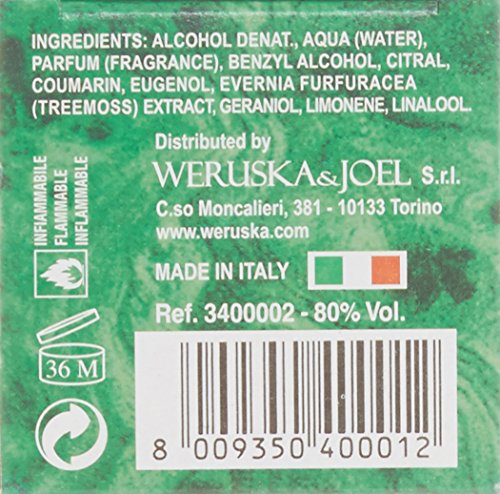 INGREDIENTS: ALCOHOL DENAT., AQUA (WATER),
PARFUM (FRAGRANCE), BENZYL ALCOHOL, CITRAL,
COUMARIN, EUGENOL, EVERNIA FURFURACEA
(TREEMOSS) EXTRACT, GERANIOL, LIMONENE, LINALOOL.
Distributed by
WERUSKA&JOEL S.r.l.
C.so Moncalieri, 381 - 10133 Torino
www.weruska.com
INFIAMMABILE
FLAMMABLE
INFLAMMABLE
MADE IN ITALY
Ref. 3400002 - 80% Vol.
36 M
8 009350 400012